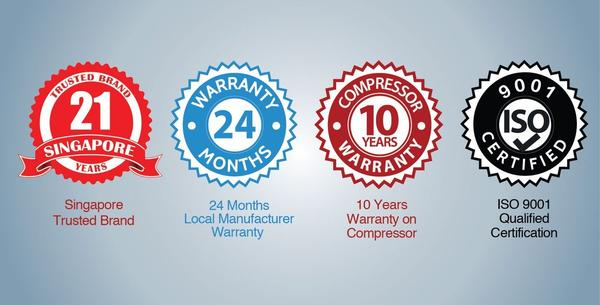 TRUSTED BRAND
21
SINGAPORE
YEARS
Singapore
Trusted Brand
WARRANTY
24
MONTHS
24 Months
Local Manufacturer
Warranty
COMPRESSOR
10
YEARS
WARRANTY
10 Years
Warranty on
Compressor
9001
ISO
CERTIFIED
ISO 9001
Qualified
Certification